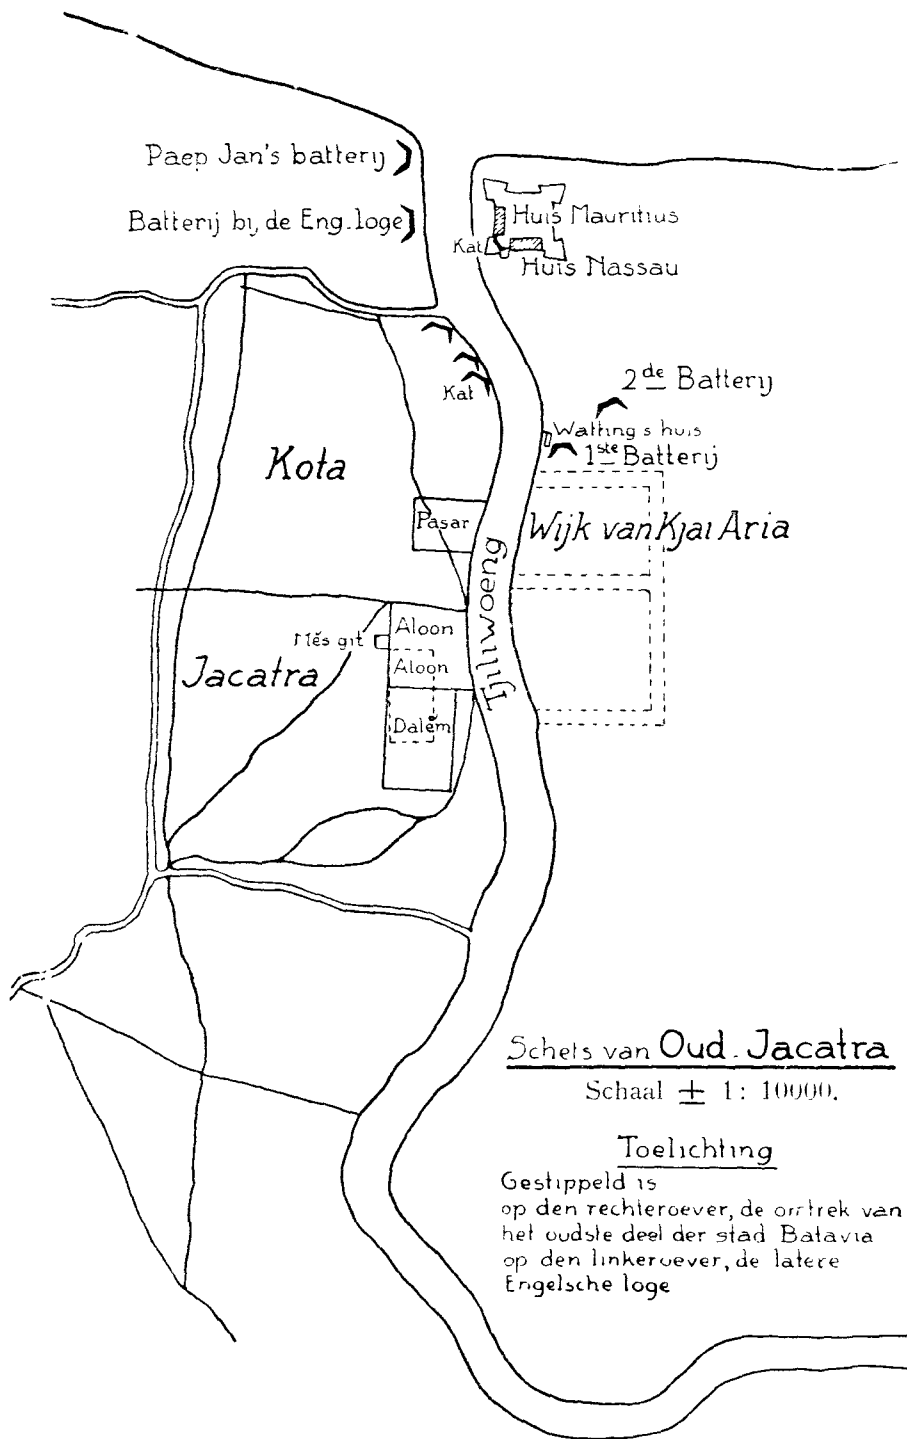 Paep Jan's batterij
Batterij bij de Eng. loge
Huis Mauritius
Kat
Huis Nassau
Kat
2de Batterij
Watting's huis
1ste Batterij
Kota
Pasar
Wijk van Kjai Aria
Tjiliwoeng
Mĕsgit
Aloon
Aloon
Jacatra
Dalĕm
Schets van Oud-Jacatra
Schaal ± 1: 10000.
Toelichting
Gestippeld is
op den rechteroever, de omtrek van
het oudste deel der stad Batavia
op den linkeroever, de latere
Engelsche loge